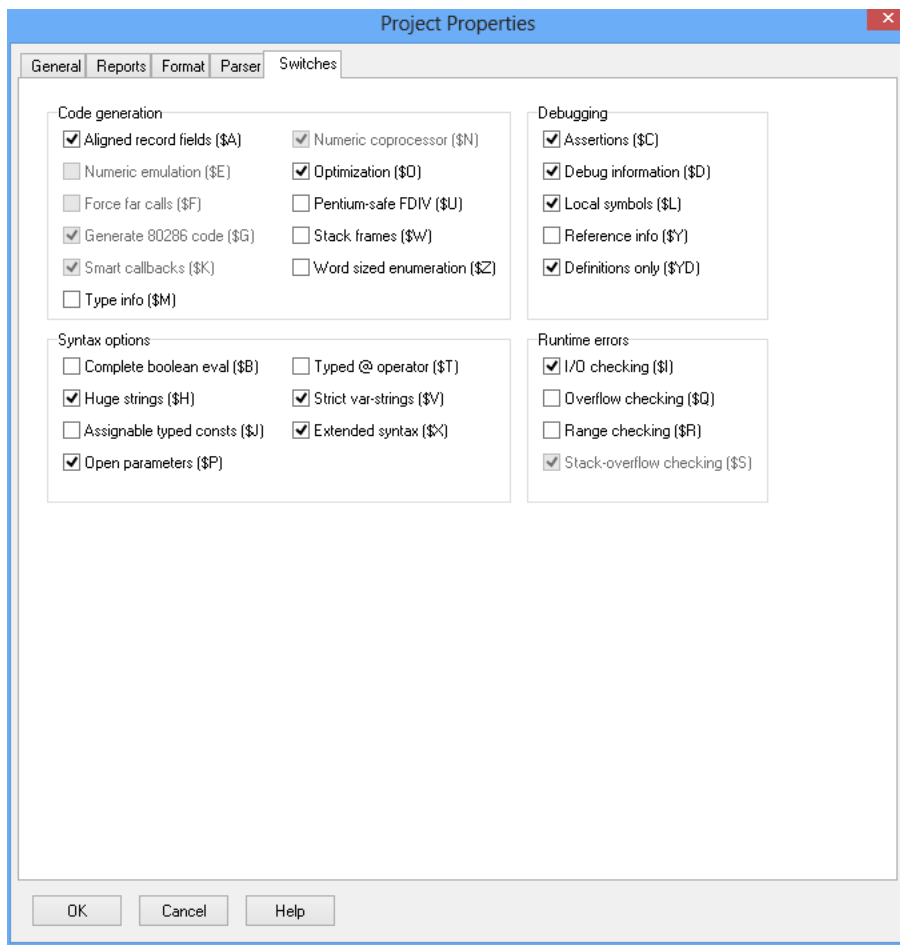 Project Properties
General
Reports
Format
Parser
Switches
Code generation
Aligned record fields ($A)
Numeric emulation ($E)
Force far calls ($F)
Generate 80286 code ($G)
Smart callbacks ($K)
Type info ($M)
Numeric coprocessor ($N)
Optimization ($O)
Pentium-safe FDIV ($U)
Stack frames ($W)
Word sized enumeration ($Z)
Debugging
Assertions ($C)
Debug information ($D)
Local symbols ($L)
Reference info ($Y)
Definitions only ($YD)
Syntax options
Complete boolean eval ($B)
Huge strings ($H)
Assignable typed consts ($J)
Open parameters ($P)
Typed @ operator ($T)
Strict var-strings ($V)
Extended syntax ($X)
Runtime errors
I/O checking ($I)
Overflow checking ($Q)
Range checking ($R)
Stack-overflow checking ($S)
OK
Cancel
Help